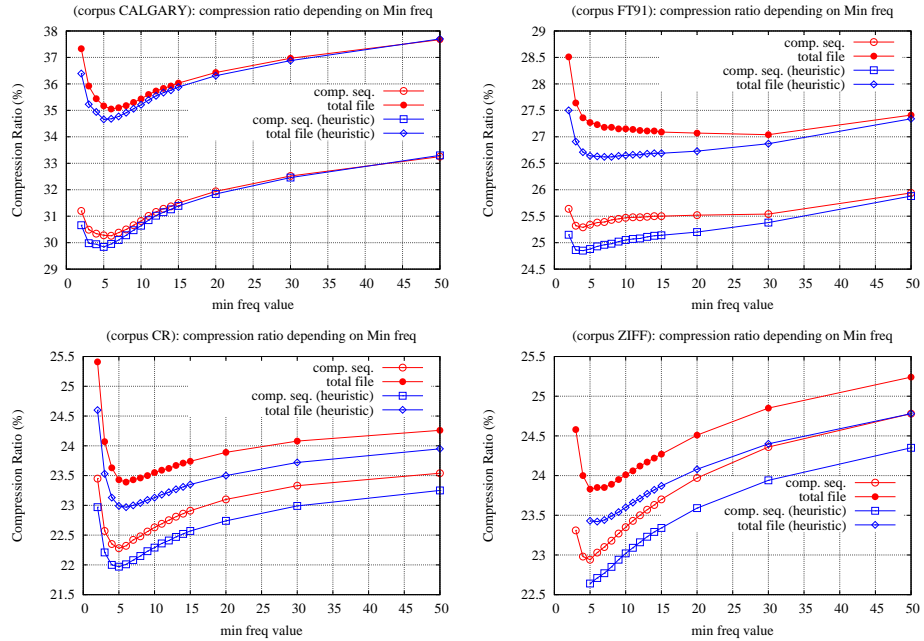 (corpus CALGARY): compression ratio depending on Min freq
38
37
36
35
34
33
32
31
30
29
Compression Ratio (%)
comp. seq.
total file
comp. seq. (heuristic)
total file (heuristic)
0 5 10 15 20 25 30 35 40 45 50
min freq value
(corpus FT91): compression ratio depending on Min freq
29
28.5
28
27.5
27
26.5
26
25.5
25
24.5
Compression Ratio (%)
comp. seq.
total file
comp. seq. (heuristic)
total file (heuristic)
0 5 10 15 20 25 30 35 40 45 50
min freq value
(corpus CR): compression ratio depending on Min freq
25.5
25
24.5
24
23.5
23
22.5
22
21.5
Compression Ratio (%)
comp. seq.
total file
comp. seq. (heuristic)
total file (heuristic)
0 5 10 15 20 25 30 35 40 45 50
min freq value
(corpus ZIFF): compression ratio depending on Min freq
25.5
25
24.5
24
23.5
23
22.5
Compression Ratio (%)
comp. seq.
total file
comp. seq. (heuristic)
total file (heuristic)
0 5 10 15 20 25 30 35 40 45 50
min freq value